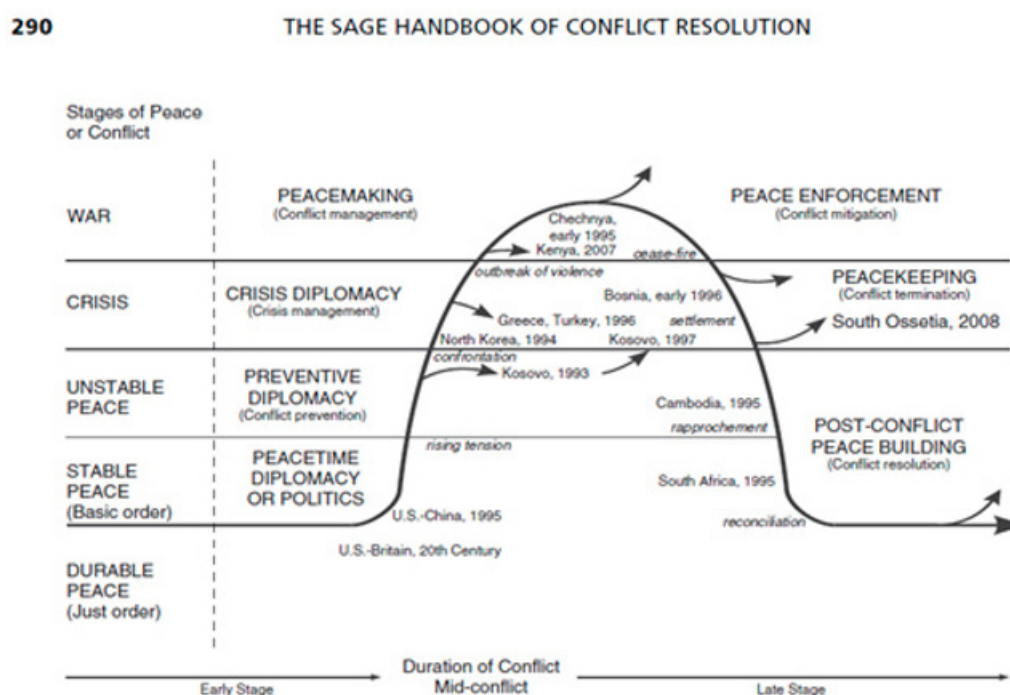 290
THE SAGE HANDBOOK OF CONFLICT RESOLUTION
Stages of Peace
or Conflict
WAR
PEACEMAKING
(Conflict management)
Chechnya,
early 1995
Kenya, 2007
cease-fire
PEACE ENFORCEMENT
(Conflict mitigation)
outbreak of violence
CRISIS
CRISIS DIPLOMACY
(Crisis management)
Bosnia, early 1996
Greece, Turkey, 1996
settlement
North Korea, 1994
Kosovo, 1997
PEACEKEEPING
(Conflict termination)
South Ossetia, 2008
confrontation
UNSTABLE
PEACE
PREVENTIVE
DIPLOMACY
(Conflict prevention)
Kosovo, 1993
Cambodia, 1995
rapprochement
POST-CONFLICT
PEACE BUILDING
(Conflict resolution)
rising tension
STABLE
PEACE
(Basic order)
PEACETIME
DIPLOMACY
OR POLITICS
South Africa, 1995
U.S.-China, 1995
reconciliation
U.S.-Britain, 20th Century
DURABLE
PEACE
(Just order)
Duration of Conflict
Early Stage
Mid-conflict
Late Stage